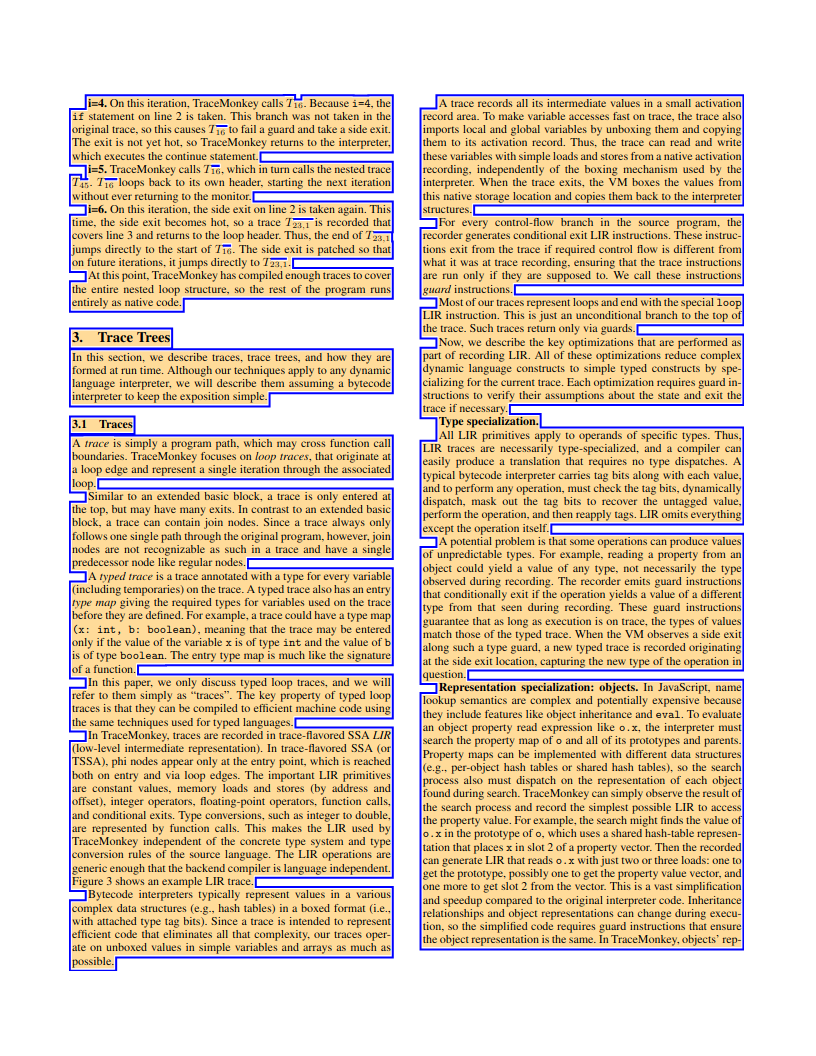 i=4. On this iteration, TraceMonkey calls T16. Because i=4, the
if statement on line 2 is taken. This branch was not taken in the
original trace, so this causes T16 to fail a guard and take a side exit.
The exit is not yet hot, so TraceMonkey returns to the interpreter,
which executes the continue statement.
i=5. TraceMonkey calls T16, which in turn calls the nested trace
T45. T16 loops back to its own header, starting the next iteration
without ever returning to the monitor.
i=6. On this iteration, the side exit on line 2 is taken again. This
time, the side exit becomes hot, so a trace T23,1 is recorded that
covers line 3 and returns to the loop header. Thus, the end of T23,1
jumps directly to the start of T16. The side exit is patched so that
on future iterations, it jumps directly to T23,1.
At this point, TraceMonkey has compiled enough traces to cover
the entire nested loop structure, so the rest of the program runs
entirely as native code.
3. Trace Trees
In this section, we describe traces, trace trees, and how they are
formed at run time. Although our techniques apply to any dynamic
language interpreter, we will describe them assuming a bytecode
interpreter to keep the exposition simple.
3.1 Traces
A trace is simply a program path, which may cross function call
boundaries. TraceMonkey focuses on loop traces, that originate at
a loop edge and represent a single iteration through the associated
loop.
Similar to an extended basic block, a trace is only entered at
the top, but may have many exits. In contrast to an extended basic
block, a trace can contain join nodes. Since a trace always only
follows one single path through the original program, however, join
nodes are not recognizable as such in a trace and have a single
predecessor node like regular nodes.
A typed trace is a trace annotated with a type for every variable
(including temporaries) on the trace. A typed trace also has an entry
type map giving the required types for variables used on the trace
before they are defined. For example, a trace could have a type map
(x: int, b: boolean), meaning that the trace may be entered
only if the value of the variable x is of type int and the value of b
is of type boolean. The entry type map is much like the signature
of a function.
In this paper, we only discuss typed loop traces, and we will
refer to them simply as “traces”. The key property of typed loop
traces is that they can be compiled to efficient machine code using
the same techniques used for typed languages.
In TraceMonkey, traces are recorded in trace-flavored SSA LIR
(low-level intermediate representation). In trace-flavored SSA (or
TSSA), phi nodes appear only at the entry point, which is reached
both on entry and via loop edges. The important LIR primitives
are constant values, memory loads and stores (by address and
offset), integer operators, floating-point operators, function calls,
and conditional exits. Type conversions, such as integer to double,
are represented by function calls. This makes the LIR used by
TraceMonkey independent of the concrete type system and type
conversion rules of the source language. The LIR operations are
generic enough that the backend compiler is language independent.
Figure 3 shows an example LIR trace.
Bytecode interpreters typically represent values in a various
complex data structures (e.g., hash tables) in a boxed format (i.e.,
with attached type tag bits). Since a trace is intended to represent
efficient code that eliminates all that complexity, our traces oper-
ate on unboxed values in simple variables and arrays as much as
possible.
A trace records all its intermediate values in a small activation
record area. To make variable accesses fast on trace, the trace also
imports local and global variables by unboxing them and copying
them to its activation record. Thus, the trace can read and write
these variables with simple loads and stores from a native activation
recording, independently of the boxing mechanism used by the
interpreter. When the trace exits, the VM boxes the values from
this native storage location and copies them back to the interpreter
structures.
For every control-flow branch in the source program, the
recorder generates conditional exit LIR instructions. These instruc-
tions exit from the trace if required control flow is different from
what it was at trace recording, ensuring that the trace instructions
are run only if they are supposed to. We call these instructions
guard instructions.
Most of our traces represent loops and end with the special loop
LIR instruction. This is just an unconditional branch to the top of
the trace. Such traces return only via guards.
Now, we describe the key optimizations that are performed as
part of recording LIR. All of these optimizations reduce complex
dynamic language constructs to simple typed constructs by spe-
cializing for the current trace. Each optimization requires guard in-
structions to verify their assumptions about the state and exit the
trace if necessary.
Type specialization.
All LIR primitives apply to operands of specific types. Thus,
LIR traces are necessarily type-specialized, and a compiler can
easily produce a translation that requires no type dispatches. A
typical bytecode interpreter carries tag bits along with each value,
and to perform any operation, must check the tag bits, dynamically
dispatch, mask out the tag bits to recover the untagged value,
perform the operation, and then reapply tags. LIR omits everything
except the operation itself.
A potential problem is that some operations can produce values
of unpredictable types. For example, reading a property from an
object could yield a value of any type, not necessarily the type
observed during recording. The recorder emits guard instructions
that conditionally exit if the operation yields a value of a different
type from that seen during recording. These guard instructions
guarantee that as long as execution is on trace, the types of values
match those of the typed trace. When the VM observes a side exit
along such a type guard, a new typed trace is recorded originating
at the side exit location, capturing the new type of the operation in
question.
Representation specialization: objects. In JavaScript, name
lookup semantics are complex and potentially expensive because
they include features like object inheritance and eval. To evaluate
an object property read expression like o.x, the interpreter must
search the property map of o and all of its prototypes and parents.
Property maps can be implemented with different data structures
(e.g., per-object hash tables or shared hash tables), so the search
process also must dispatch on the representation of each object
found during search. TraceMonkey can simply observe the result of
the search process and record the simplest possible LIR to access
the property value. For example, the search might finds the value of
o.x in the prototype of o, which uses a shared hash-table represen-
tation that places x in slot 2 of a property vector. Then the recorded
can generate LIR that reads o.x with just two or three loads: one to
get the prototype, possibly one to get the property value vector, and
one more to get slot 2 from the vector. This is a vast simplification
and speedup compared to the original interpreter code. Inheritance
relationships and object representations can change during execu-
tion, so the simplified code requires guard instructions that ensure
the object representation is the same. In TraceMonkey, objects' rep-